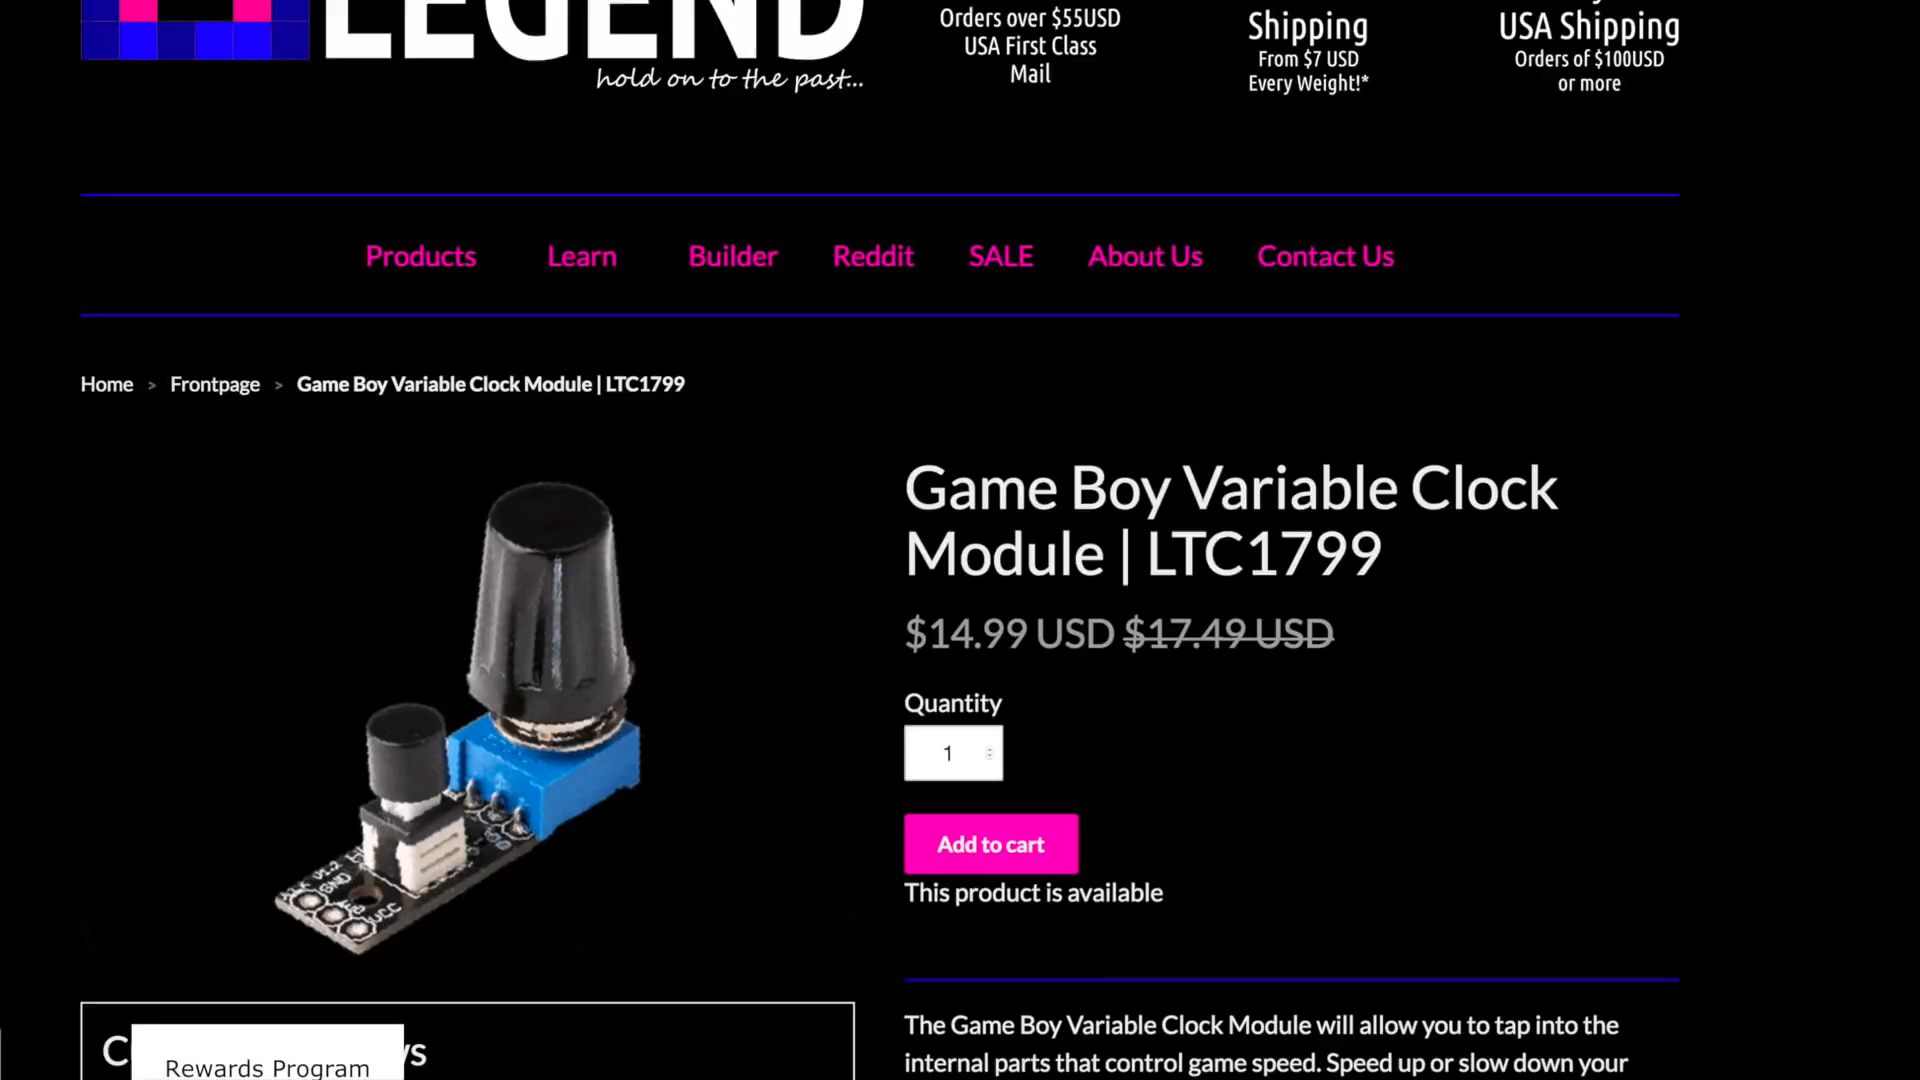 LEGEND
hold on to the past...
Orders over $55USD
USA First Class
Mail
Shipping
From $7 USD
Every Weight!*
USA Shipping
Orders of $100USD
or more
Products Learn Builder Reddit SALE About Us Contact Us
Home > Frontpage > Game Boy Variable Clock Module | LTC1799
Game Boy Variable Clock
Module | LTC1799
$14.99 USD $17.49 USD
Quantity
1
Add to cart
This product is available
V1.2
GND
VCC
The Game Boy Variable Clock Module will allow you to tap into the
internal parts that control game speed. Speed up or slow down your
Rewards Program